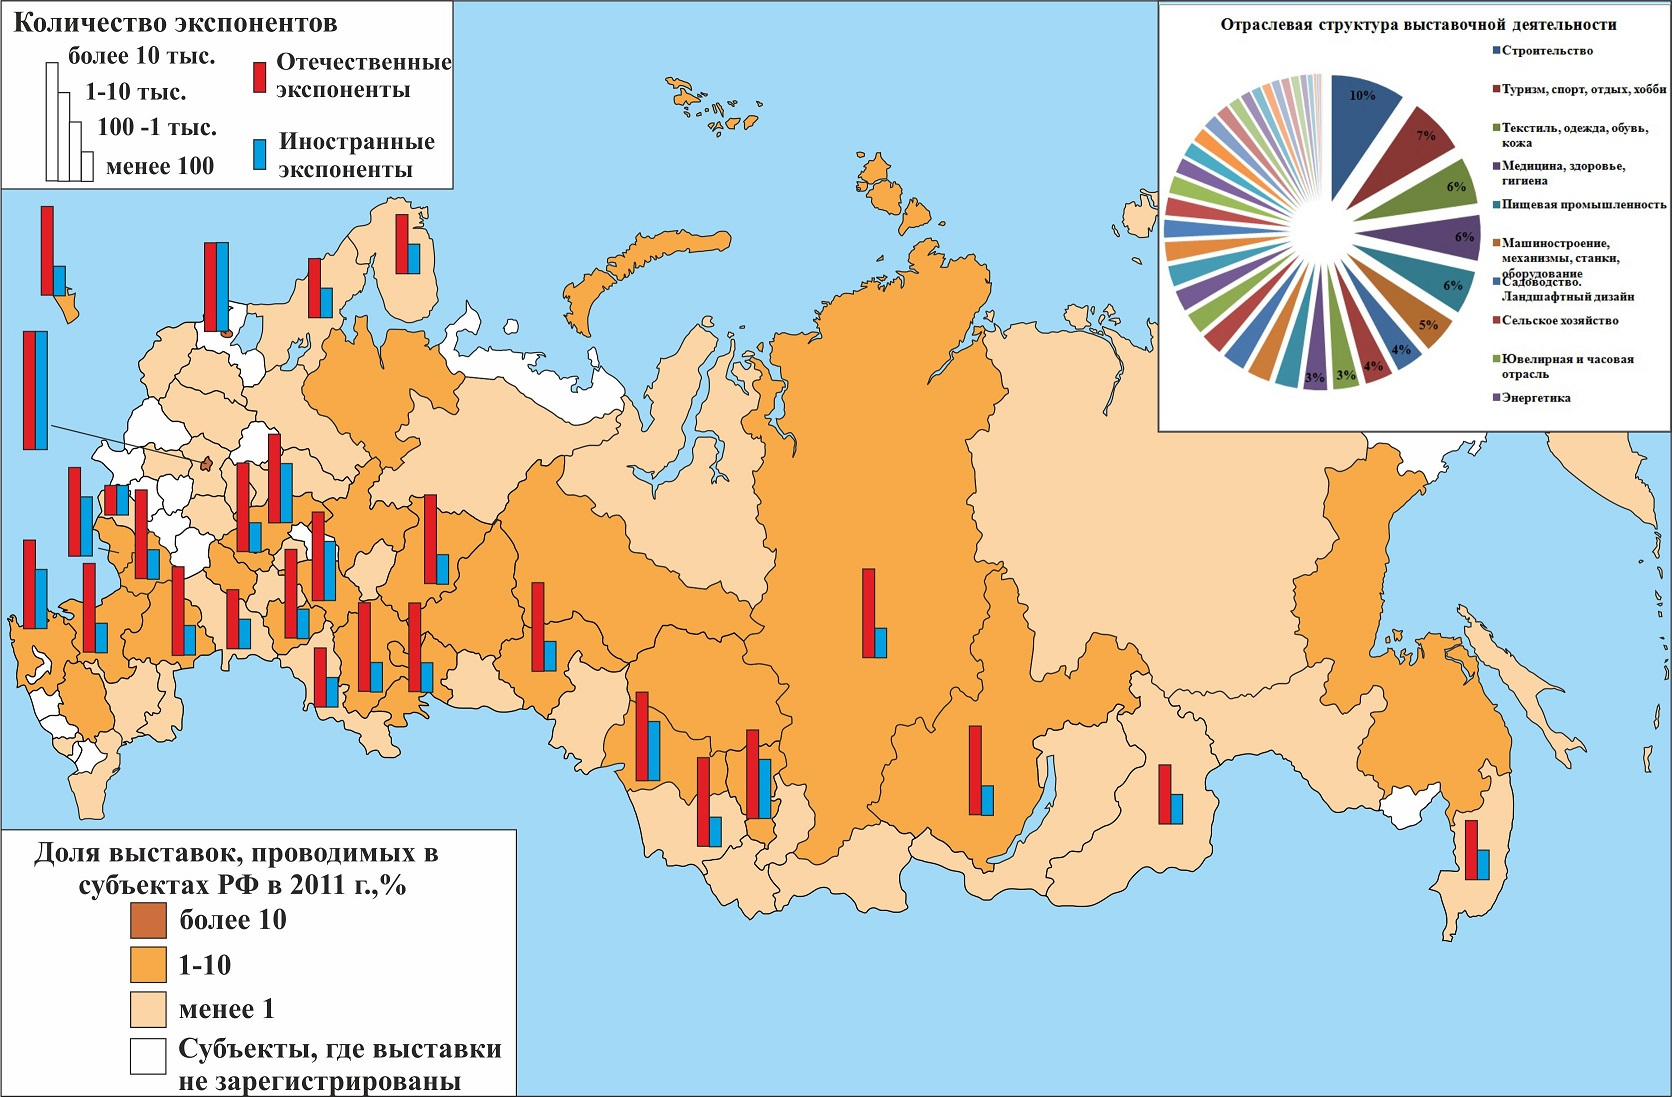 Количество экспонентов
более 10 тыс.
1-10 тыс.
100 -1 тыс.
менее 100
Отечественные
экспоненты
Иностранные
экспоненты
Отраслевая структура выставочной деятельности
10%
7%
6%
6%
6%
5%
4%
4%
3%
3%
Строительство
Туризм, спорт, отдых, хобби
Текстиль, одежда, обувь,
кожа
Медицина, здоровье,
гигиена
Пищевая промышленность
Машиностроение,
механизмы, станки,
оборудование
Садоводство.
Ландшафтный дизайн
Сельское хозяйство
Ювелирная и часовая
отрасль
Энергетика
Доля выставок, проводимых в
субъектах РФ в 2011 г.,%
более 10
1-10
менее 1
Субъекты, где выставки
не зарегистрированы